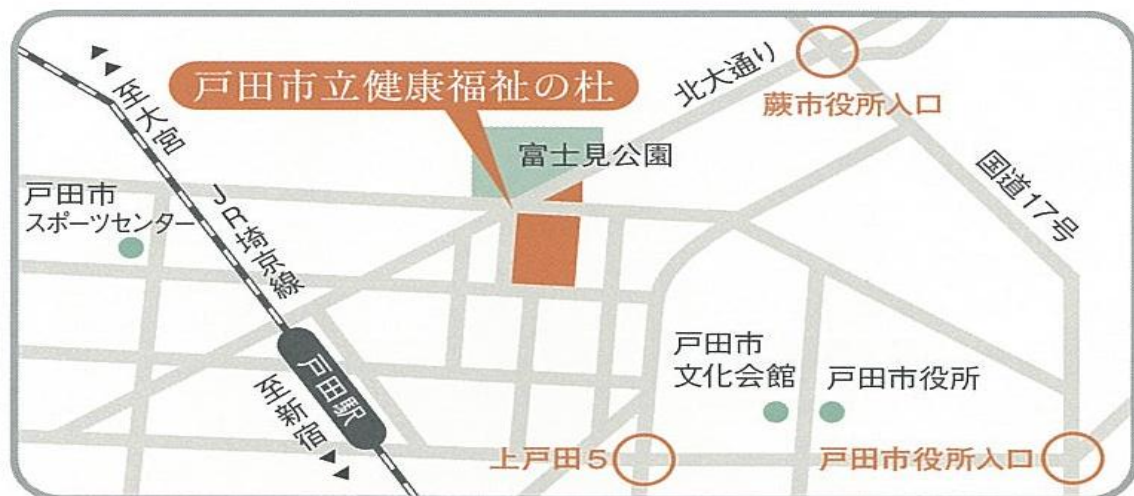 至大宮
戸田市立健康福祉の杜
北大通り
蕨市役所入口
富士見公園
国道17号
戸田市
スポーツセンター
JR埼京線
戸田駅
至新宿
戸田市
文化会館
戸田市役所
上戸田5
戸田市役所入口